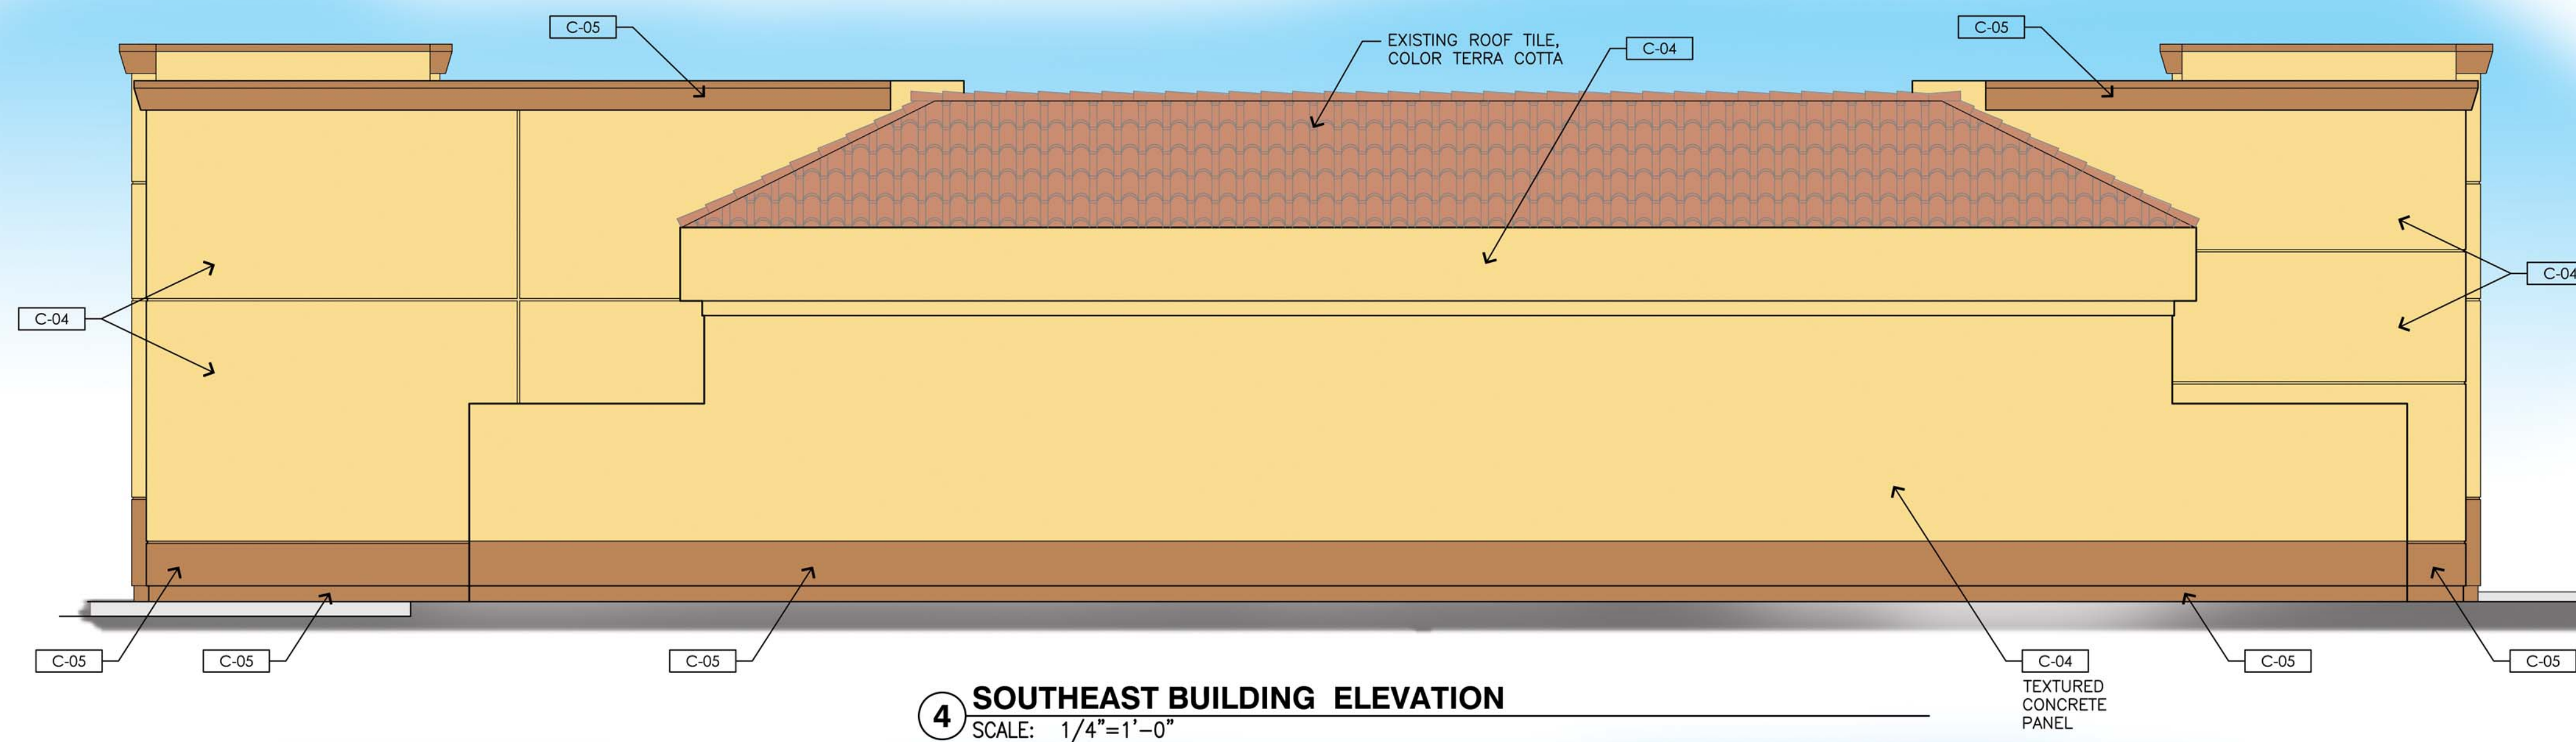 C-05
EXISTING ROOF TILE,
COLOR TERRA COTTA
C-04
C-05
C-04
C-04
C-05
C-05
C-05
C-04
TEXTURED
CONCRETE
PANEL
C-05
C-05
4 SOUTHEAST BUILDING ELEVATION
SCALE: 1/4"=1'-0"